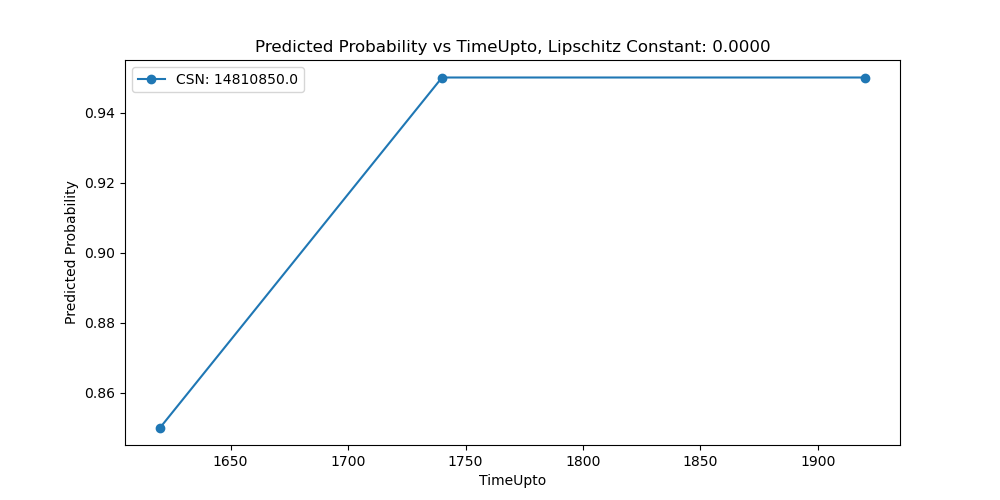 Predicted Probability vs TimeUpto, Lipschitz Constant: 0.0000
CSN: 14810850.0
0.94
0.92
0.90
0.88
0.86
Predicted Probability
1650 1700 1750 1800 1850 1900
TimeUpto